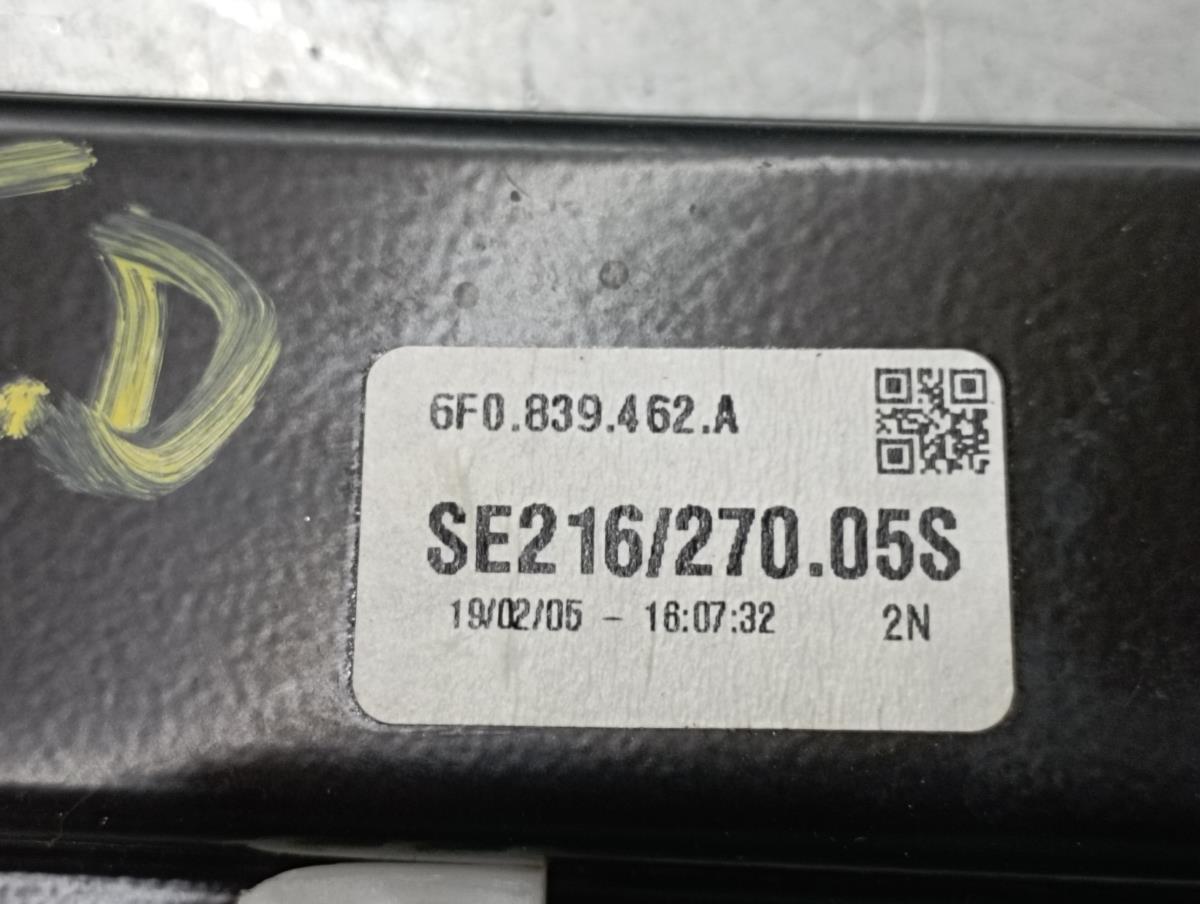 D
6F0.839.462.A
SE216/270.05S
19/02/05 - 16:07:32 2N